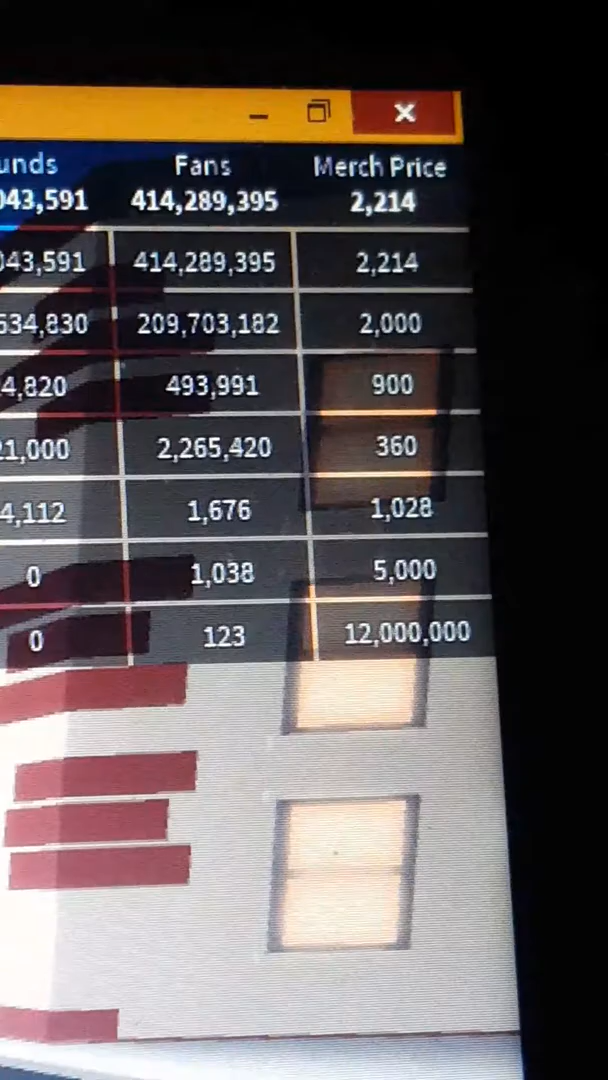 unds Fans Merch Price
043,591 414,289,395 2,214
043,591 414,289,395 2,214
634,830 209,703,182 2,000
4,820 493,991 900
21,000 2,265,420 360
4,112 1,676 1,028
0 1,038 5,000
0 123 12,000,000